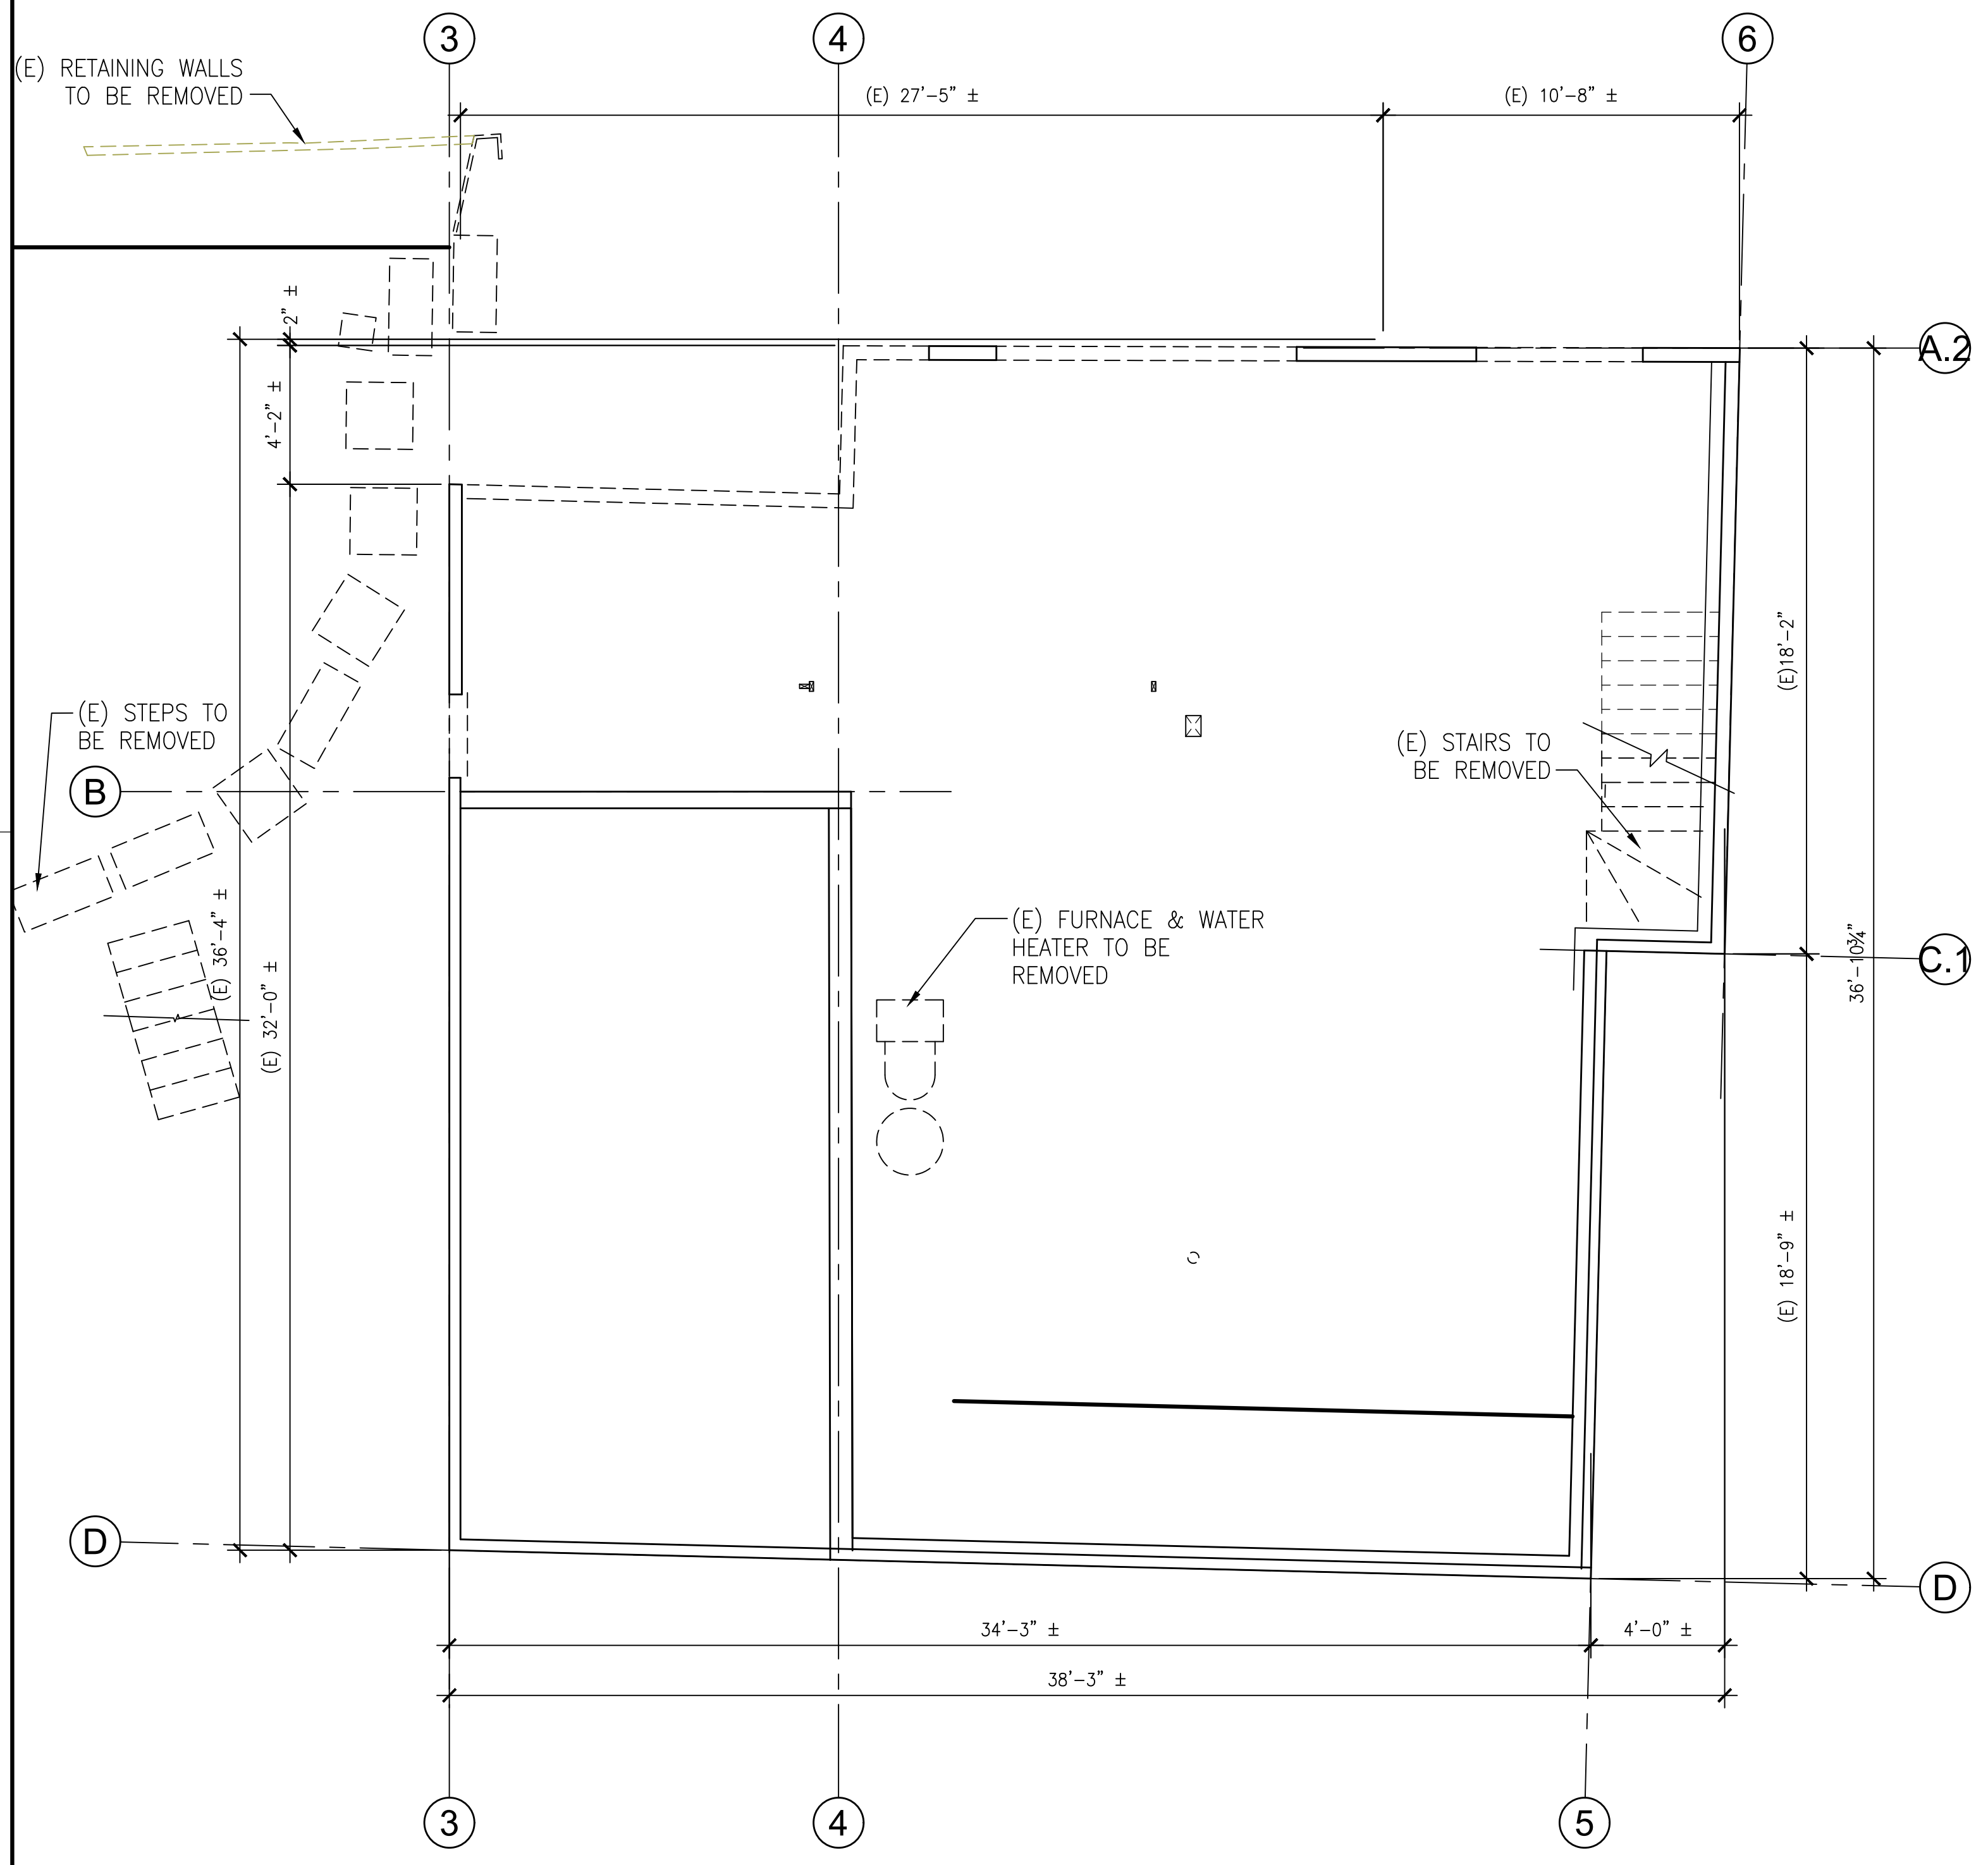 3
4
6
(E) RETAINING WALLS
TO BE REMOVED
(E) 27'-5" ±
(E) 10'-8" ±
2" ±
A.2
4'-2" ±
(E)18'-2"
(E) STEPS TO
BE REMOVED
(E) STAIRS TO
BE REMOVED
B
(E) 36'-4" ±
(E) 32'-0" ±
(E) FURNACE & WATER
HEATER TO BE
REMOVED
36'-10¾"
C.1
(E) 18'-9" ±
D
D
34'-3" ±
4'-0" ±
38'-3" ±
3
4
5